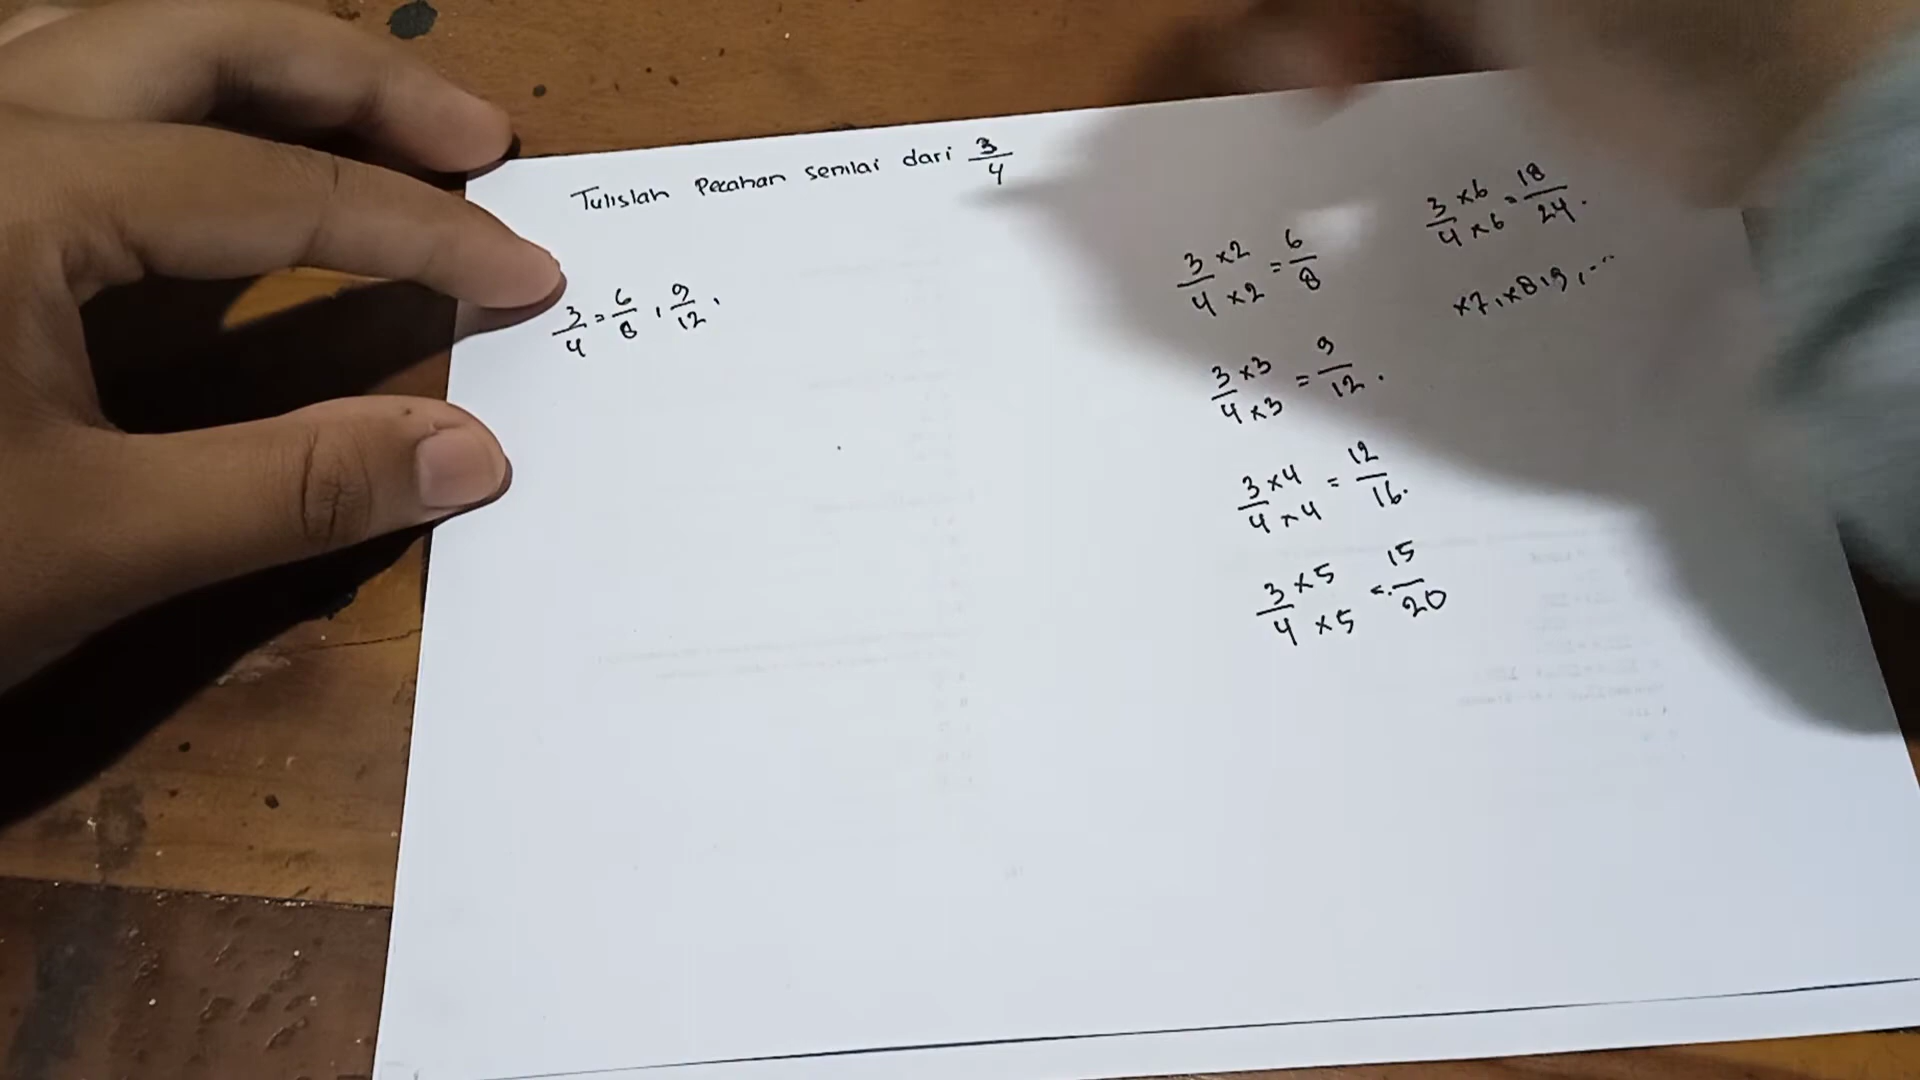 Tulislah Pecahan senilai dari 3/4
3/4 = 6/8 , 9/12 ,
3/4 ×2 ×2 = 6/8
3/4 ×3 ×3 = 9/12 .
3/4 ×4 ×4 = 12/16.
3/4 ×5 ×5 = 15/20
3/4 ×6 ×6 = 18/24.
×7, ×8, 9, ...